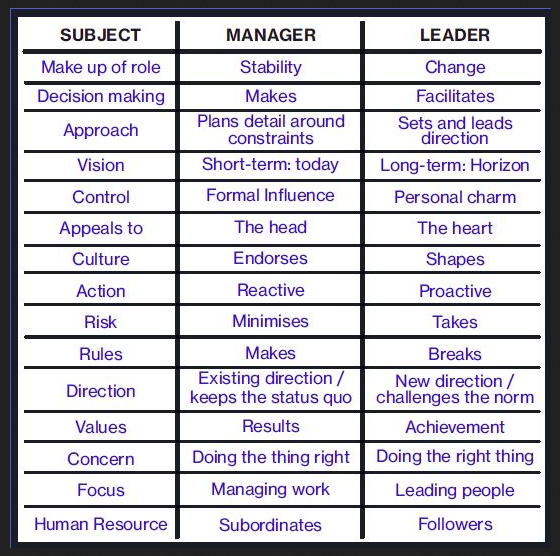 SUBJECT MANAGER LEADER
Make up of role Stability Change
Decision making Makes Facilitates
Approach Plans detail around constraints Sets and leads direction
Vision Short-term: today Long-term: Horizon
Control Formal Influence Personal charm
Appeals to The head The heart
Culture Endorses Shapes
Action Reactive Proactive
Risk Minimises Takes
Rules Makes Breaks
Direction Existing direction / keeps the status quo New direction / challenges the norm
Values Results Achievement
Concern Doing the thing right Doing the right thing
Focus Managing work Leading people
Human Resource Subordinates Followers